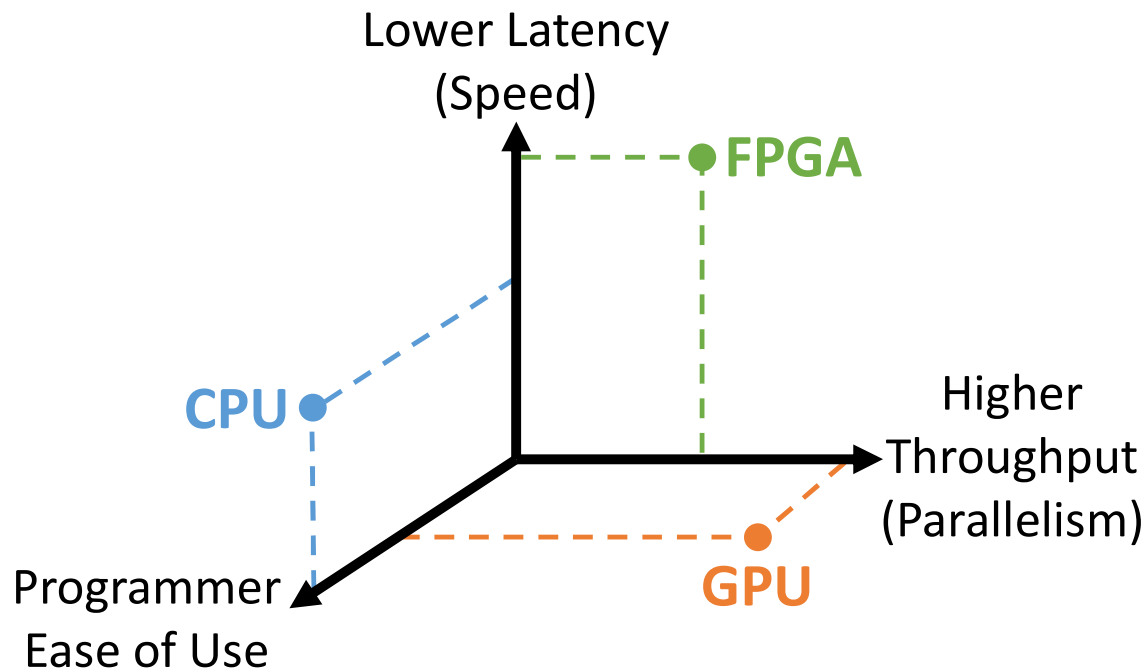 Lower Latency
(Speed)
FPGA
CPU
Higher
Throughput
(Parallelism)
GPU
Programmer
Ease of Use